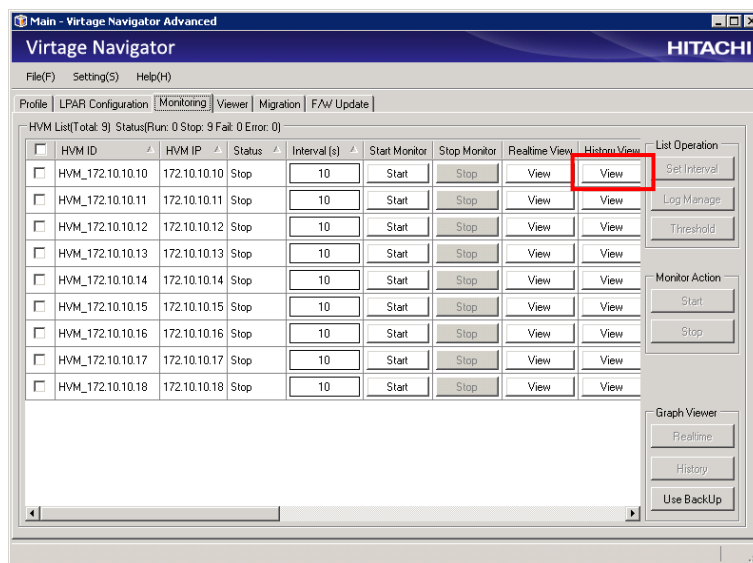 Main - Virtage Navigator Advanced
Virtage Navigator
HITACHI
File(F) Setting(S) Help(H)
Profile LPAR Configuration Monitoring Viewer Migration F/W Update
HVM List(Total: 9) Status(Run: 0 Stop: 9 Fail: 0 Error: 0)
HVM ID HVM IP Status Interval (s) Start Monitor Stop Monitor Realtime View History View
HVM_172.10.10.10 172.10.10.10 Stop 10 Start Stop View View
HVM_172.10.10.11 172.10.10.11 Stop 10 Start Stop View View
HVM_172.10.10.12 172.10.10.12 Stop 10 Start Stop View View
HVM_172.10.10.13 172.10.10.13 Stop 10 Start Stop View View
HVM_172.10.10.14 172.10.10.14 Stop 10 Start Stop View View
HVM_172.10.10.15 172.10.10.15 Stop 10 Start Stop View View
HVM_172.10.10.16 172.10.10.16 Stop 10 Start Stop View View
HVM_172.10.10.17 172.10.10.17 Stop 10 Start Stop View View
HVM_172.10.10.18 172.10.10.18 Stop 10 Start Stop View View
List Operation
Set Interval
Log Manage
Threshold
Monitor Action
Start
Stop
Graph Viewer
Realtime
History
Use BackUp